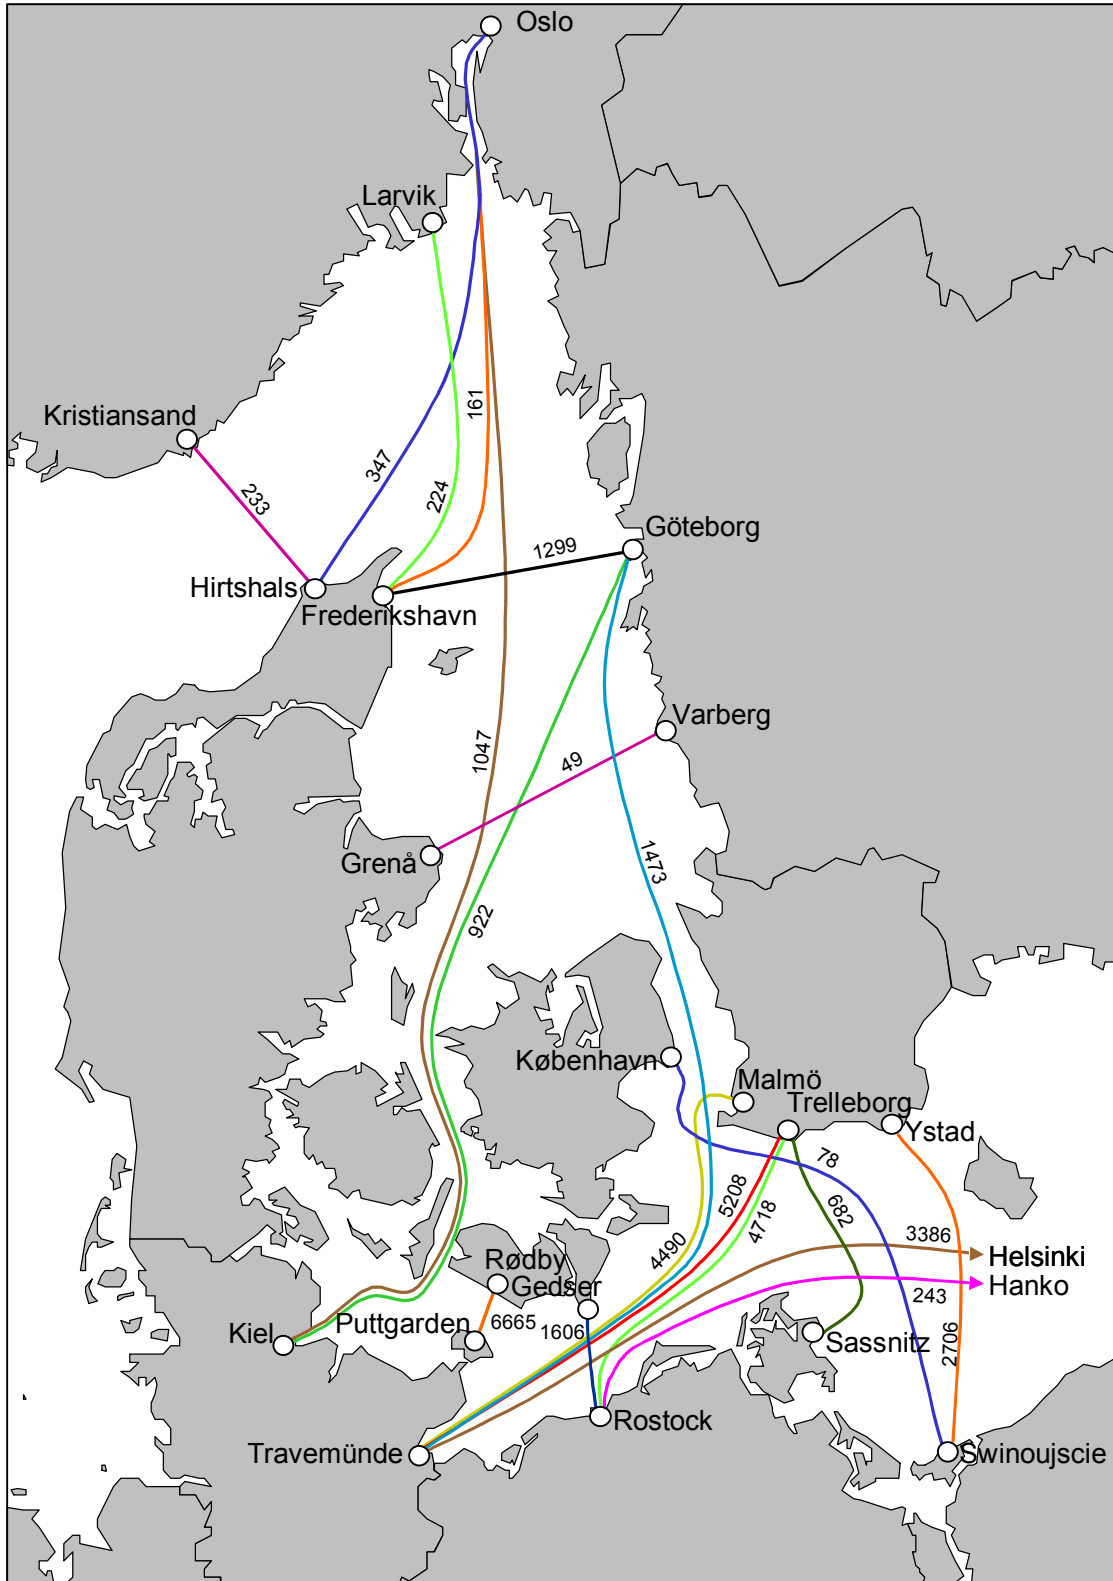 Oslo
Larvik
161
Kristiansand
347
224
233
Göteborg
1299
Hirtshals
Frederikshavn
Varberg
1047
49
Grenå
1473
922
København
Malmö
Trelleborg
Ystad
78
5208
682
4718
3386
4490
Helsinki
Rødby
Hanko
Gedser
243
Puttgarden
6665
1606
Kiel
Sassnitz
2706
Rostock
Travemünde
Swinoujscie